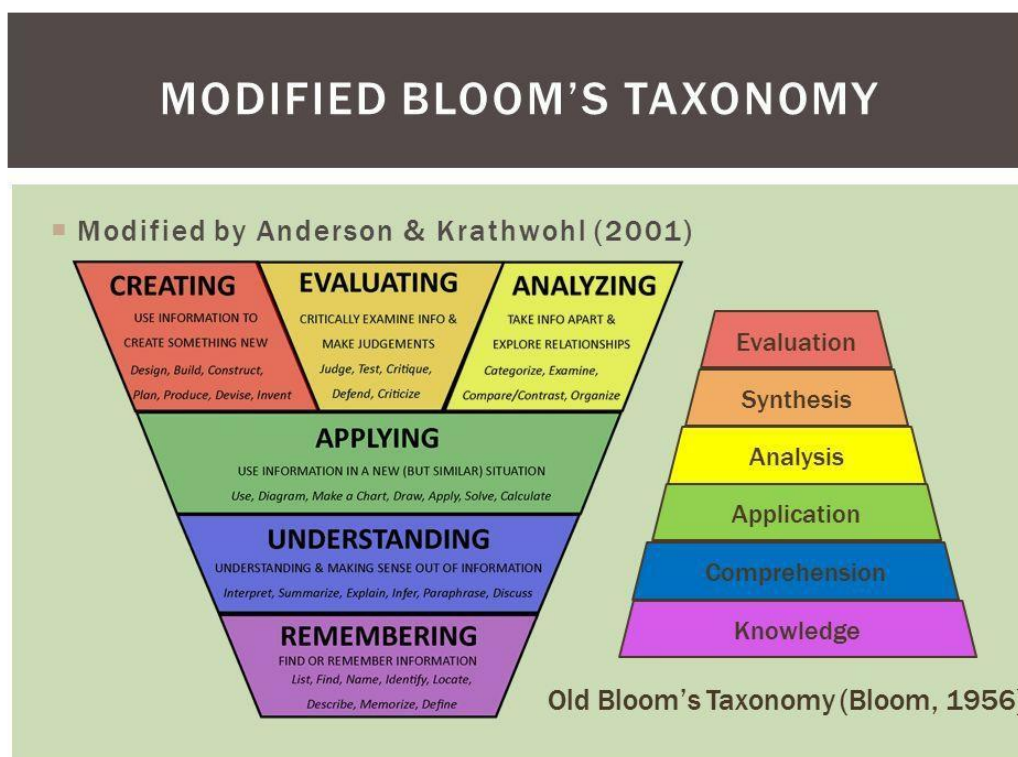 MODIFIED BLOOM’S TAXONOMY
Modified by Anderson & Krathwohl (2001)
CREATING
USE INFORMATION TO
CREATE SOMETHING NEW
Design, Build, Construct,
Plan, Produce, Devise, Invent
EVALUATING
CRITICALLY EXAMINE INFO &
MAKE JUDGEMENTS
Judge, Test, Critique,
Defend, Criticize
ANALYZING
TAKE INFO APART &
EXPLORE RELATIONSHIPS
Categorize, Examine,
Compare/Contrast, Organize
APPLYING
USE INFORMATION IN A NEW (BUT SIMILAR) SITUATION
Use, Diagram, Make a Chart, Draw, Apply, Solve, Calculate
UNDERSTANDING
UNDERSTANDING & MAKING SENSE OUT OF INFORMATION
Interpret, Summarize, Explain, Infer, Paraphrase, Discuss
REMEMBERING
FIND OR REMEMBER INFORMATION
List, Find, Name, Identify, Locate,
Describe, Memorize, Define
Evaluation
Synthesis
Analysis
Application
Comprehension
Knowledge
Old Bloom’s Taxonomy (Bloom, 1956)